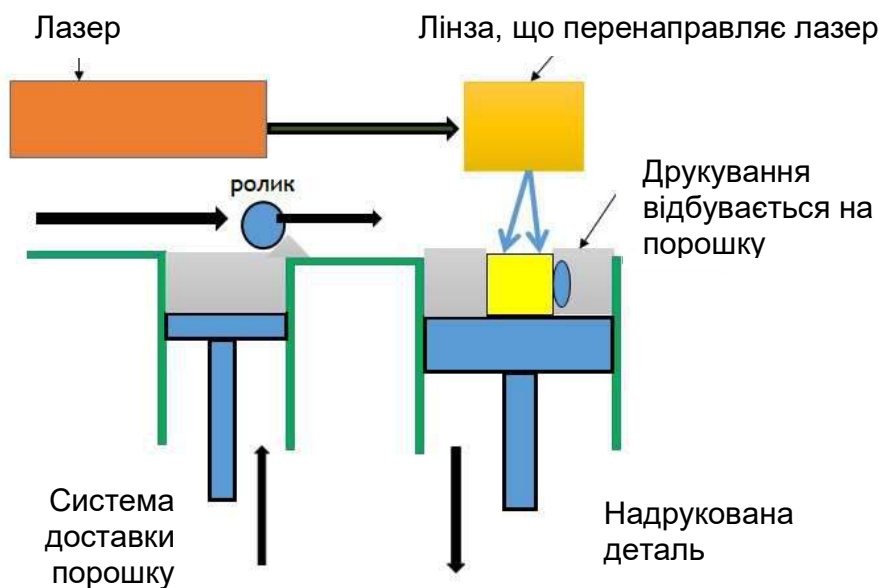 Лазер
Лінза, що перенаправляє лазер
ролик
Друкування
відбувається на
порошку
Система
доставки
порошку
Надрукована
деталь